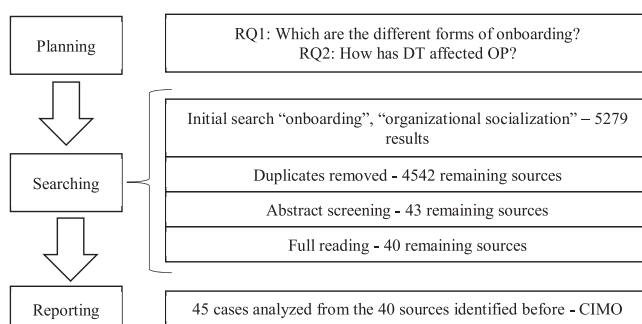 Planning
RQ1: Which are the different forms of onboarding?
RQ2: How has DT affected OP?
Searching
Initial search “onboarding”, “organizational socialization” – 5279
results
Duplicates removed - 4542 remaining sources
Abstract screening - 43 remaining sources
Full reading - 40 remaining sources
Reporting
45 cases analyzed from the 40 sources identified before - CIMO